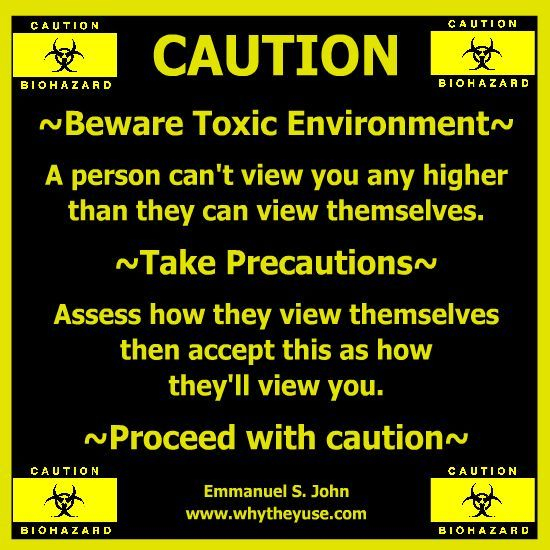 CAUTION
BIOHAZARD
CAUTION
CAUTION
BIOHAZARD
~Beware Toxic Environment~
A person can't view you any higher
than they can view themselves.
~Take Precautions~
Assess how they view themselves
then accept this as how
they'll view you.
~Proceed with caution~
CAUTION
BIOHAZARD
Emmanuel S. John
www.whytheyuse.com
CAUTION
BIOHAZARD